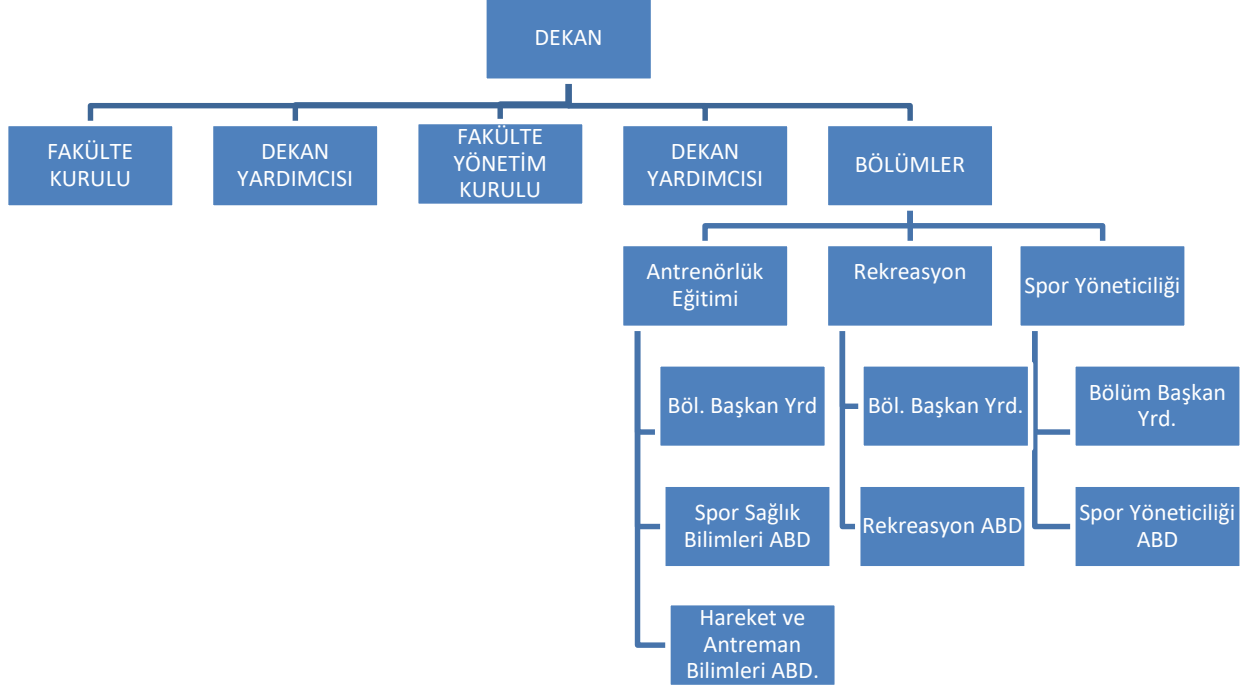 DEKAN
FAKÜLTE
KURULU
DEKAN
YARDIMCISI
FAKÜLTE
YÖNETİM
KURULU
DEKAN
YARDIMCISI
BÖLÜMLER
Antrenörlük
Eğitimi
Rekreasyon
Spor Yöneticiliği
Böl. Başkan Yrd
Böl. Başkan Yrd.
Bölüm Başkan
Yrd.
Spor Sağlık
Bilimleri ABD
Rekreasyon ABD
Spor Yöneticiliği
ABD
Hareket ve
Antreman
Bilimleri ABD.